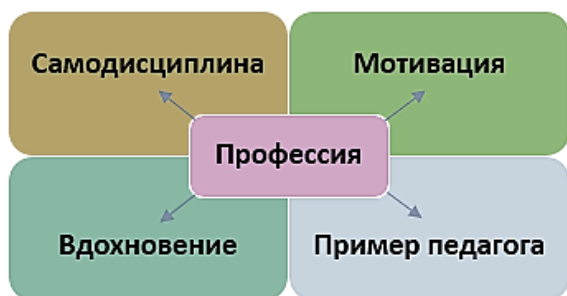 Самодисциплина
Мотивация
Профессия
Вдохновение
Пример педагога